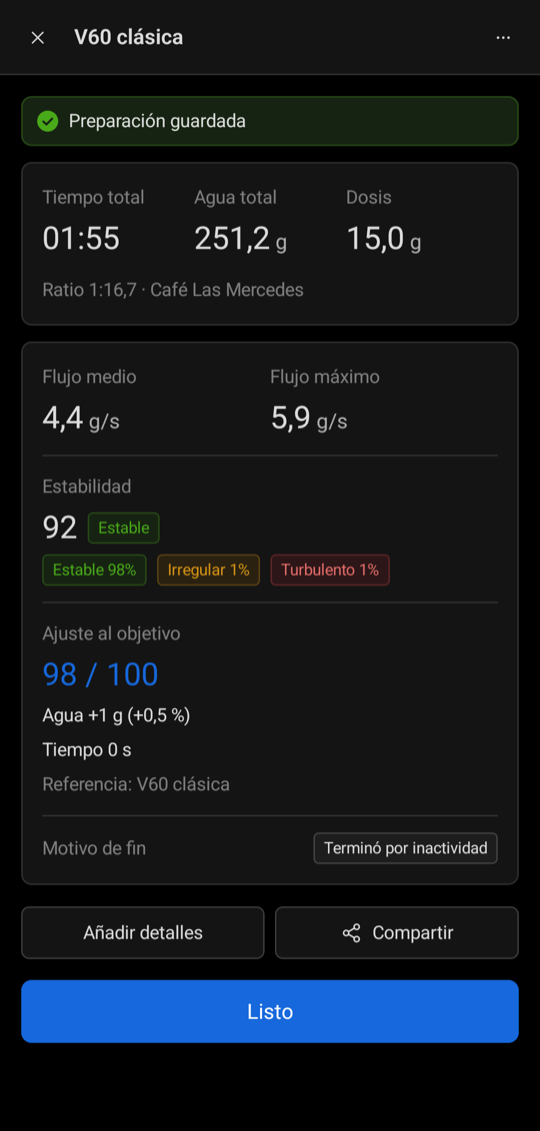 V60 clásica
Preparación guardada
Tiempo total Agua total Dosis
01:55 251,2 g 15,0 g
Ratio 1:16,7 · Café Las Mercedes
Flujo medio Flujo máximo
4,4 g/s 5,9 g/s
Estabilidad
92 Estable
Estable 98% Irregular 1% Turbulento 1%
Ajuste al objetivo
98 / 100
Agua +1 g (+0,5 %)
Tiempo 0 s
Referencia: V60 clásica
Motivo de fin Terminó por inactividad
Añadir detalles Compartir
Listo